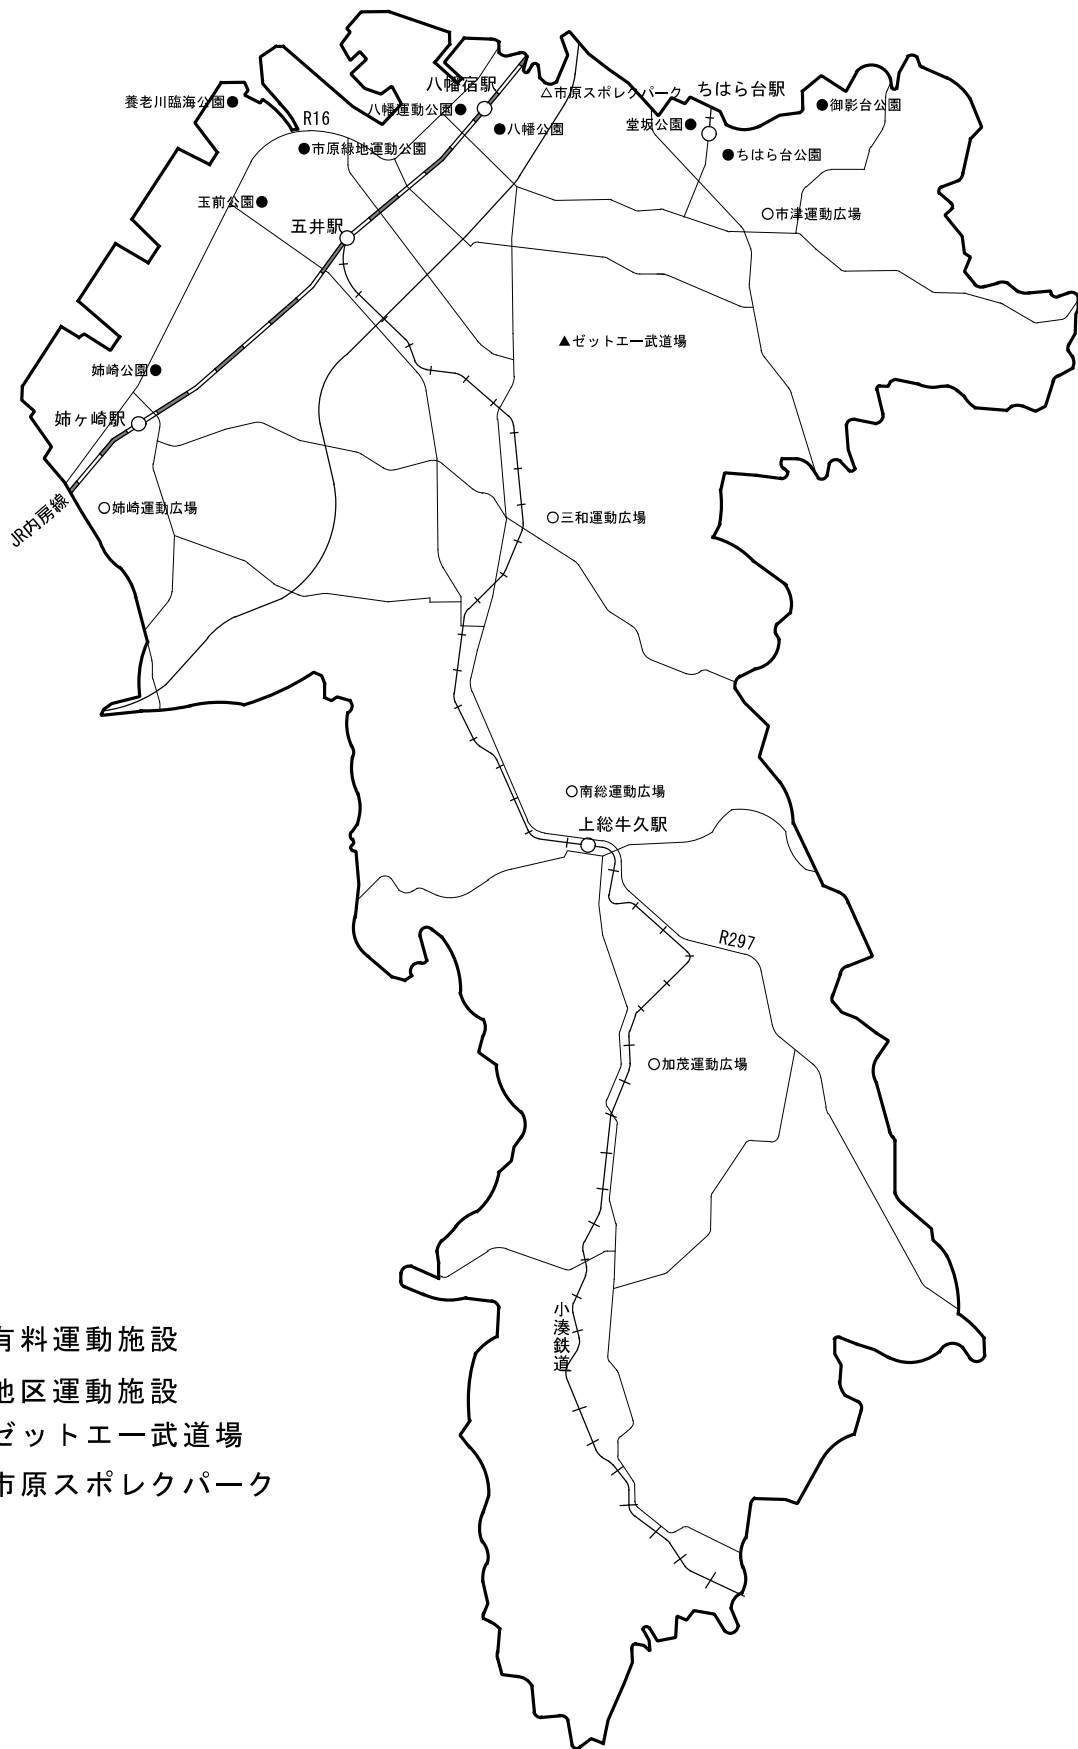 八幡宿駅
養老川臨海公園●
八幡運動公園●
△市原スポレクパーク
ちはら台駅
●御影台公園
R16
●八幡公園
堂坂公園●
●市原緑地運動公園
●ちはら台公園
玉前公園●
○市津運動広場
五井駅
▲ゼットエー武道場
姉崎公園●
姉ヶ崎駅
JR内房線
○姉崎運動広場
○三和運動広場
○南総運動広場
上総牛久駅
R297
○加茂運動広場
小湊鉄道
有料運動施設
地区運動施設
ゼットエー武道場
市原スポレクパーク